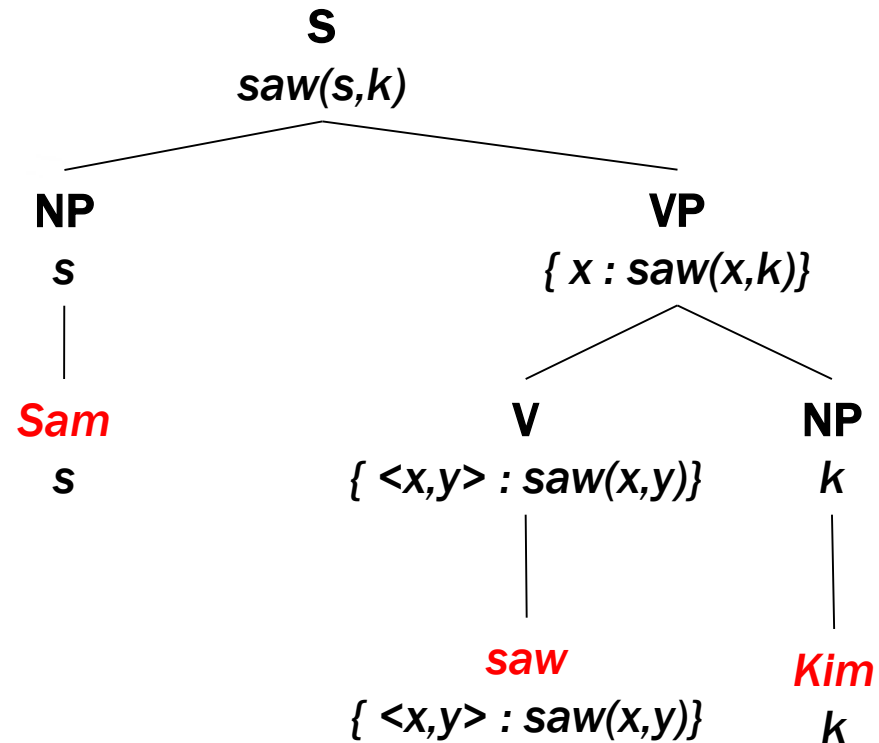 S
saw(s,k)
NP VP
s { x : saw(x,k)}
Sam V NP
s { <x,y> : saw(x,y)} k
saw Kim
{ <x,y> : saw(x,y)} k